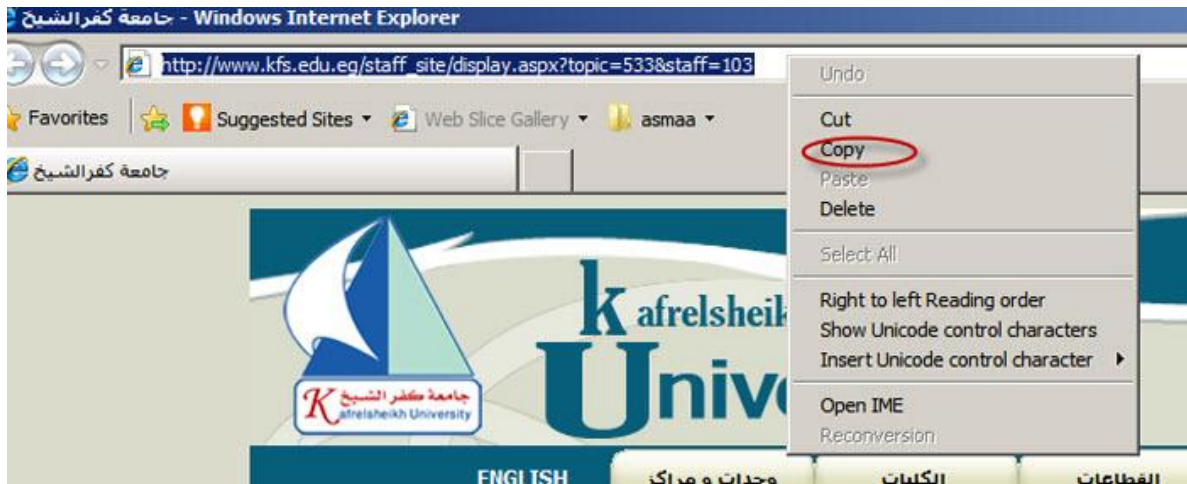 جامعة كفرالشيخ - Windows Internet Explorer
http://www.kfs.edu.eg/staff_site/display.aspx?topic=533&staff=103
Favorites Suggested Sites Web Slice Gallery asmaa
جامعة كفرالشيخ
Undo
Cut
Copy
Paste
Delete
Select All
Right to left Reading order
Show Unicode control characters
Insert Unicode control character
Open IME
Reconversion
Kafrelsheik
Unive
جامعة كفر الشيخ
Kafrelsheikh University
ENGLISH وحدات و مراكز الكليات القطاعات